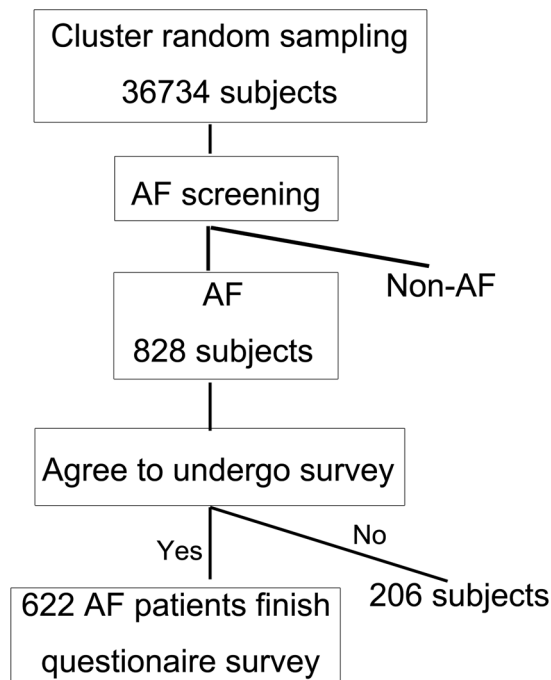 Cluster random sampling
36734 subjects
AF screening
Non-AF
AF
828 subjects
Agree to undergo survey
No
Yes
206 subjects
622 AF patients finish
questionaire survey